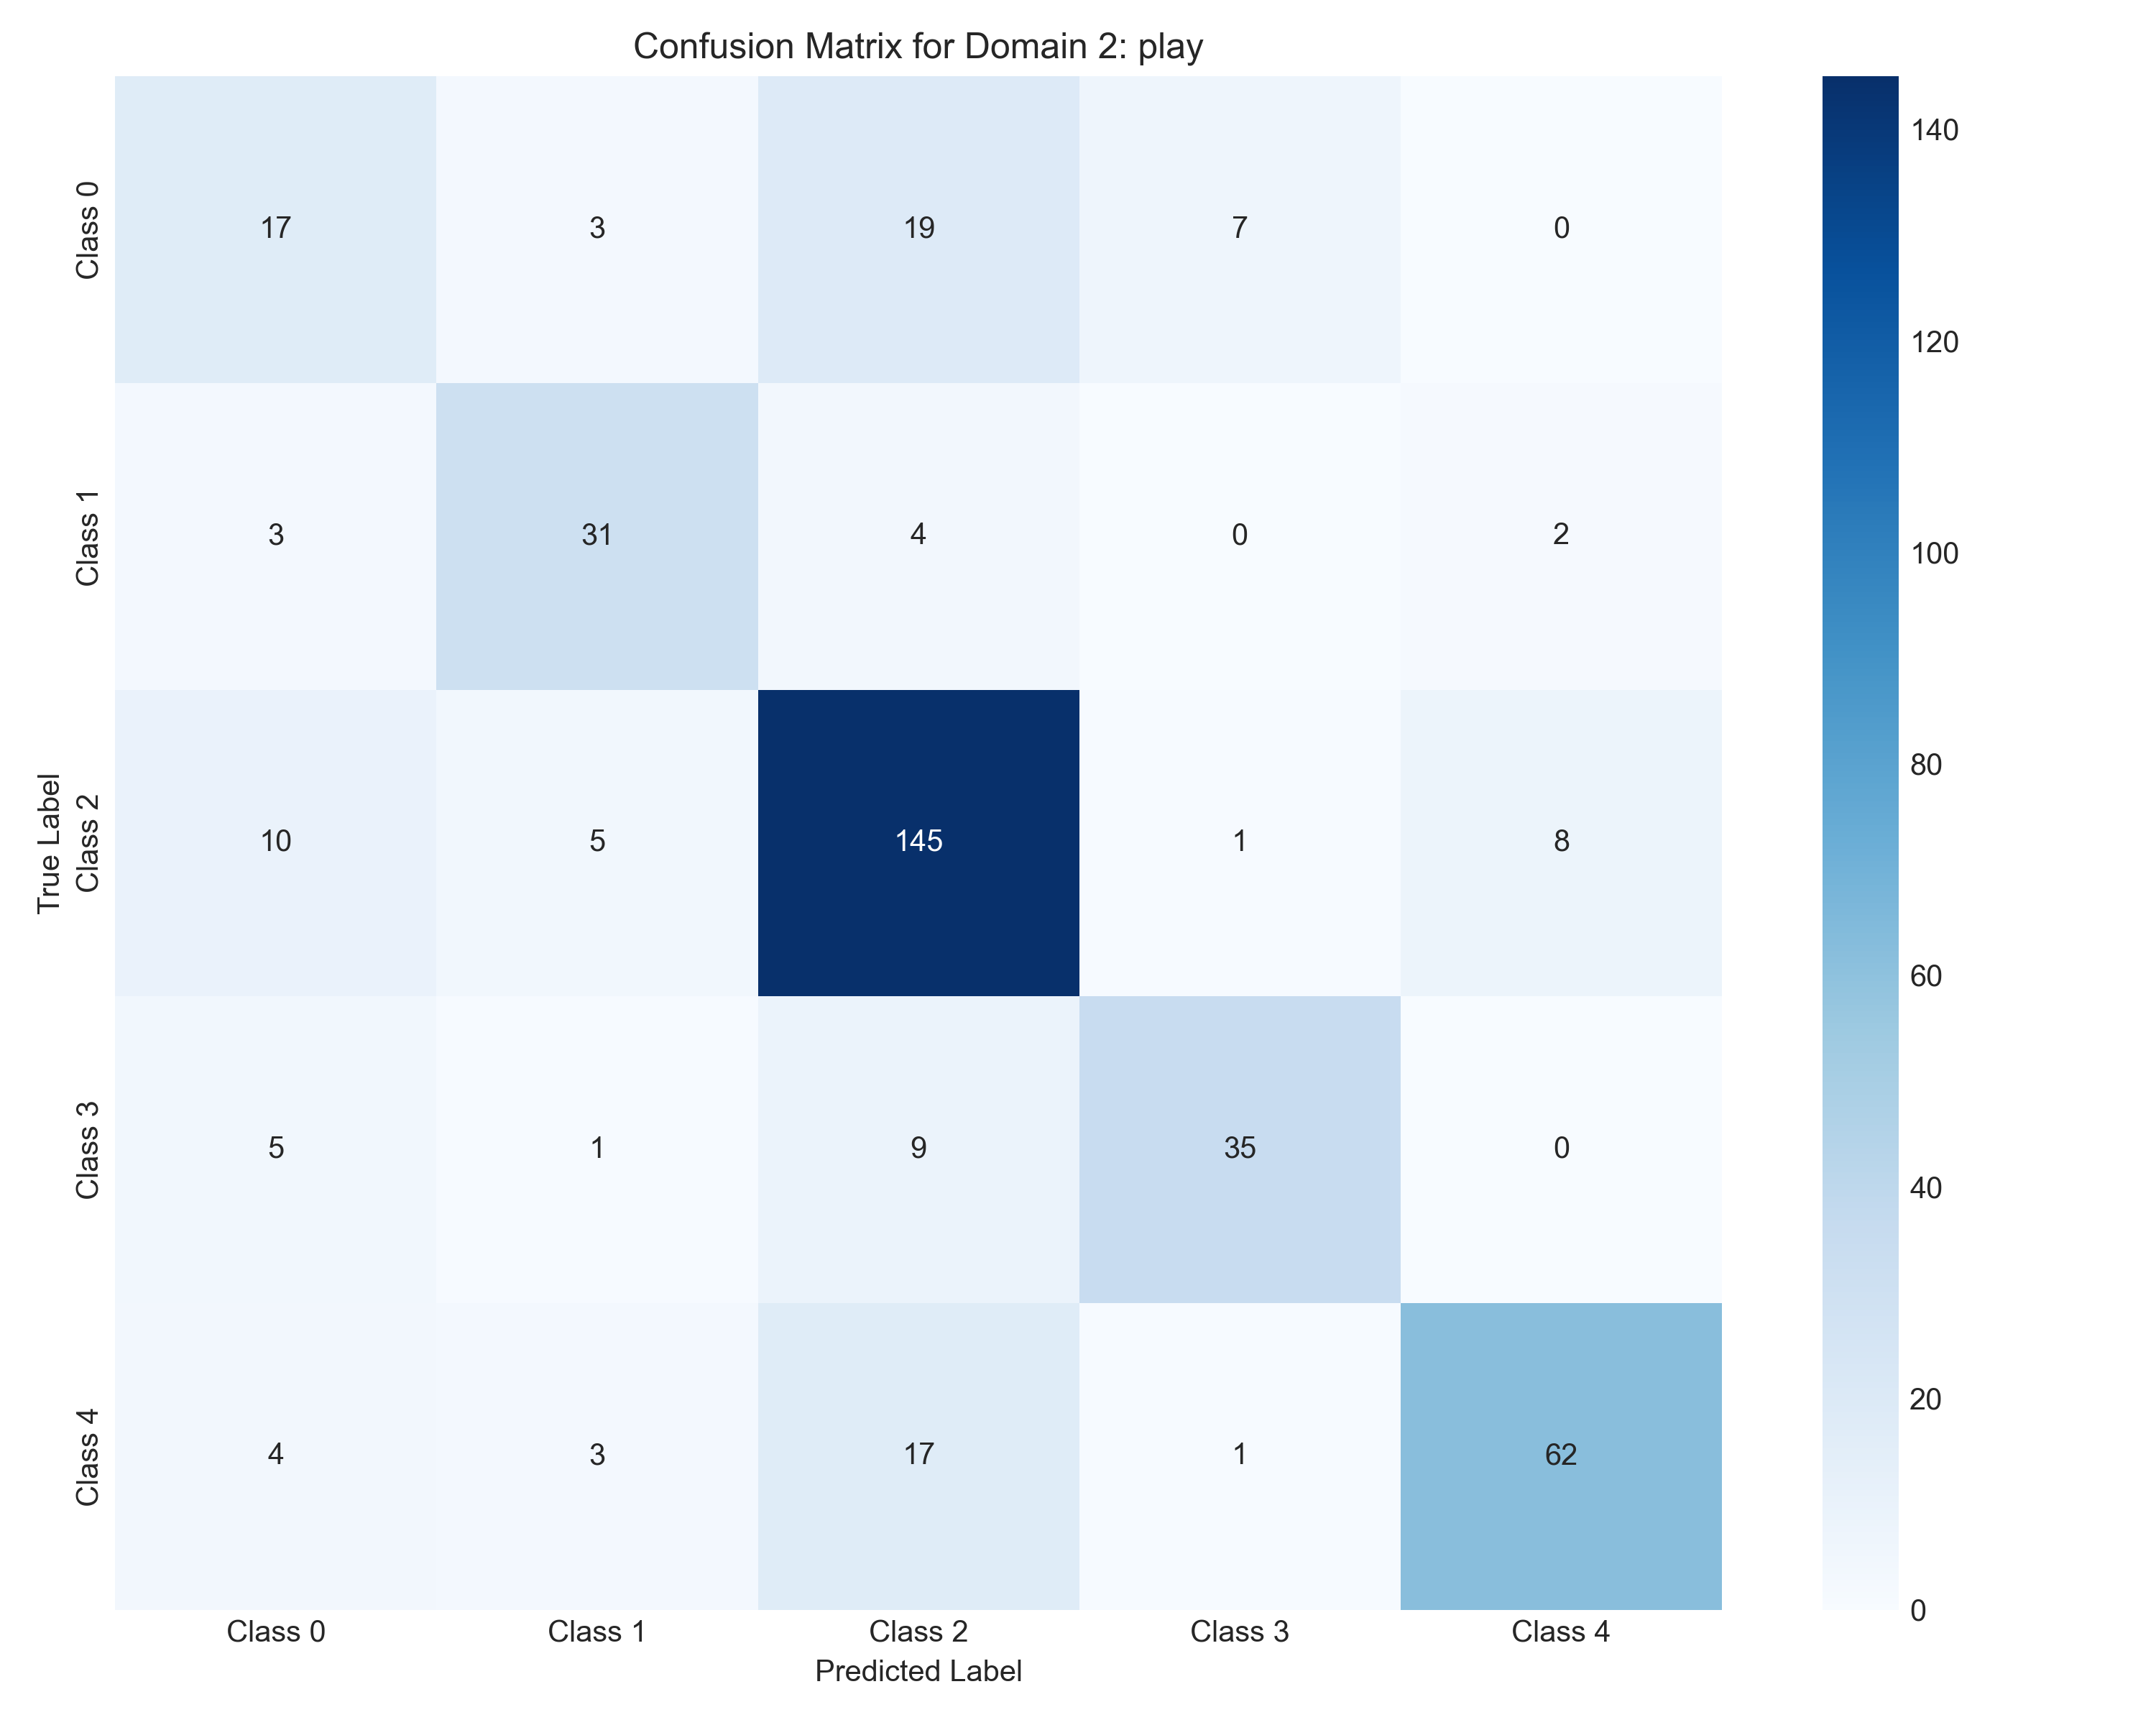 Confusion Matrix for Domain 2: play
True Label
Class 0
17 3 19 7 0
Class 1
3 31 4 0 2
Class 2
10 5 145 1 8
Class 3
5 1 9 35 0
Class 4
4 3 17 1 62
Class 0 Class 1 Class 2 Class 3 Class 4
Predicted Label
140
120
100
80
60
40
20
0